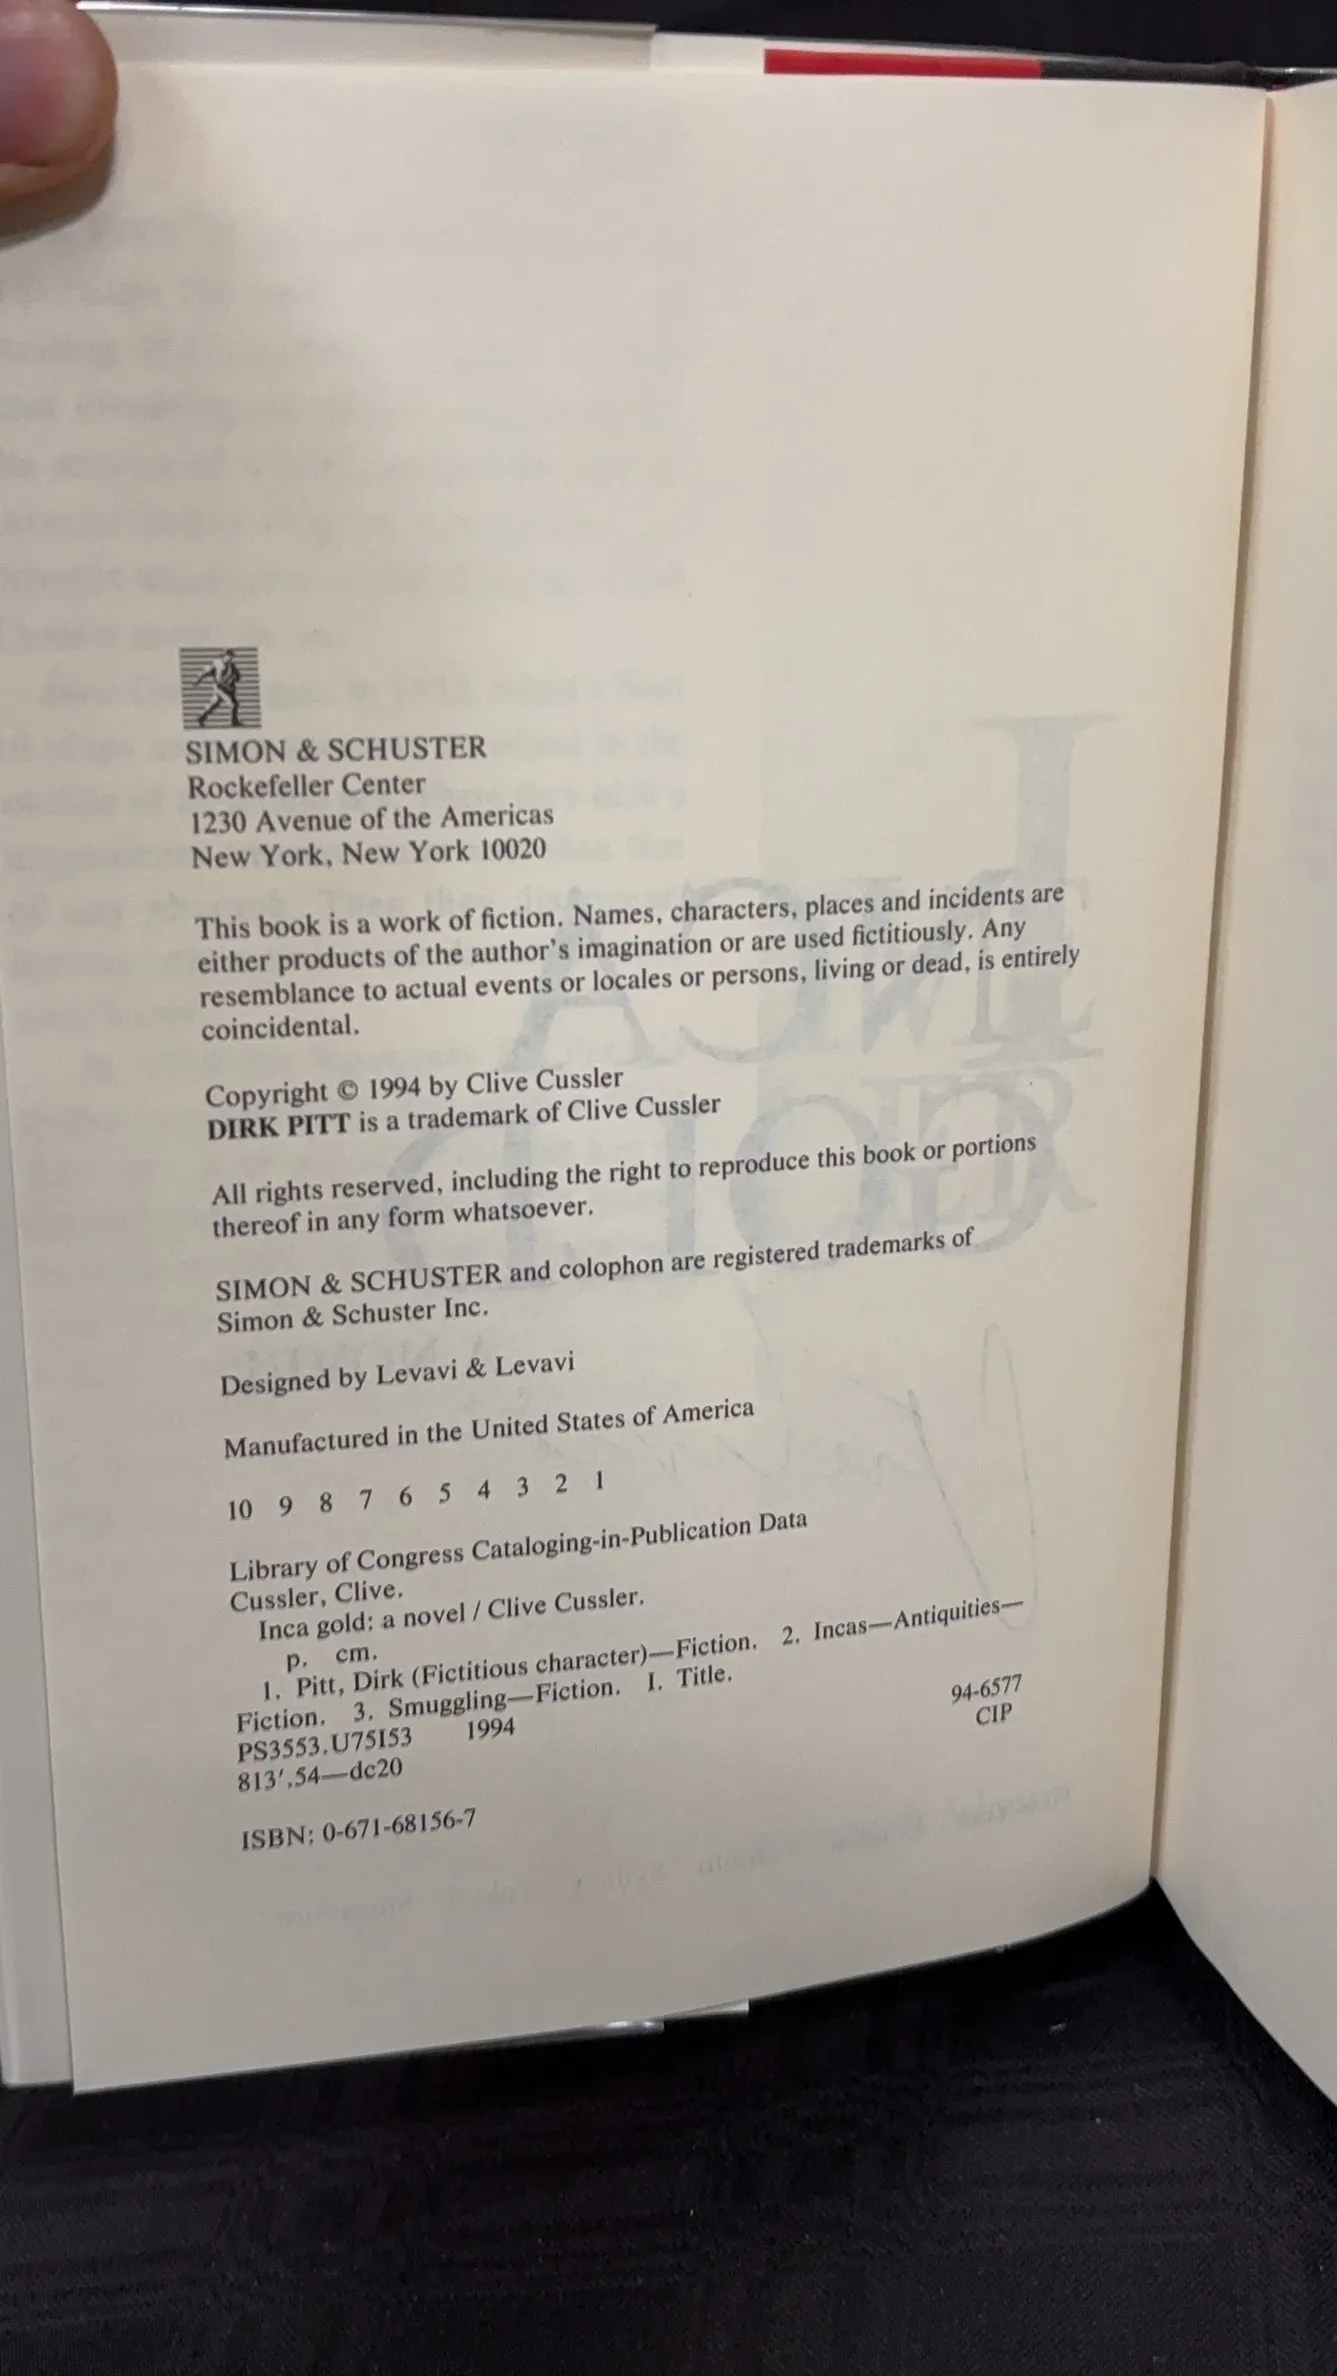 SIMON & SCHUSTER
Rockefeller Center
1230 Avenue of the Americas
New York, New York 10020
This book is a work of fiction. Names, characters, places and incidents are
either products of the author's imagination or are used fictitiously. Any
resemblance to actual events or locales or persons, living or dead, is entirely
coincidental.
Copyright © 1994 by Clive Cussler
DIRK PITT is a trademark of Clive Cussler
All rights reserved, including the right to reproduce this book or portions
thereof in any form whatsoever.
SIMON & SCHUSTER and colophon are registered trademarks of
Simon & Schuster Inc.
Designed by Levavi & Levavi
Manufactured in the United States of America
10 9 8 7 6 5 4 3 2 1
Library of Congress Cataloging-in-Publication Data
Cussler, Clive.
Inca gold: a novel / Clive Cussler.
p. cm.
1. Pitt, Dirk (Fictitious character)—Fiction. 2. Incas—Antiquities—
Fiction. 3. Smuggling—Fiction. I. Title.
PS3553.U75I53 1994
813'.54—dc20
94-6577
CIP
ISBN: 0-671-68156-7
INCA
GOLD